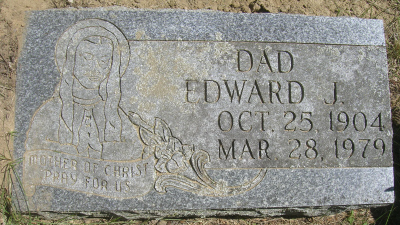 DAD
EDWARD J.
OCT. 25, 1904
MAR 28, 1979
MOTHER OF CHRIST
PRAY FOR US